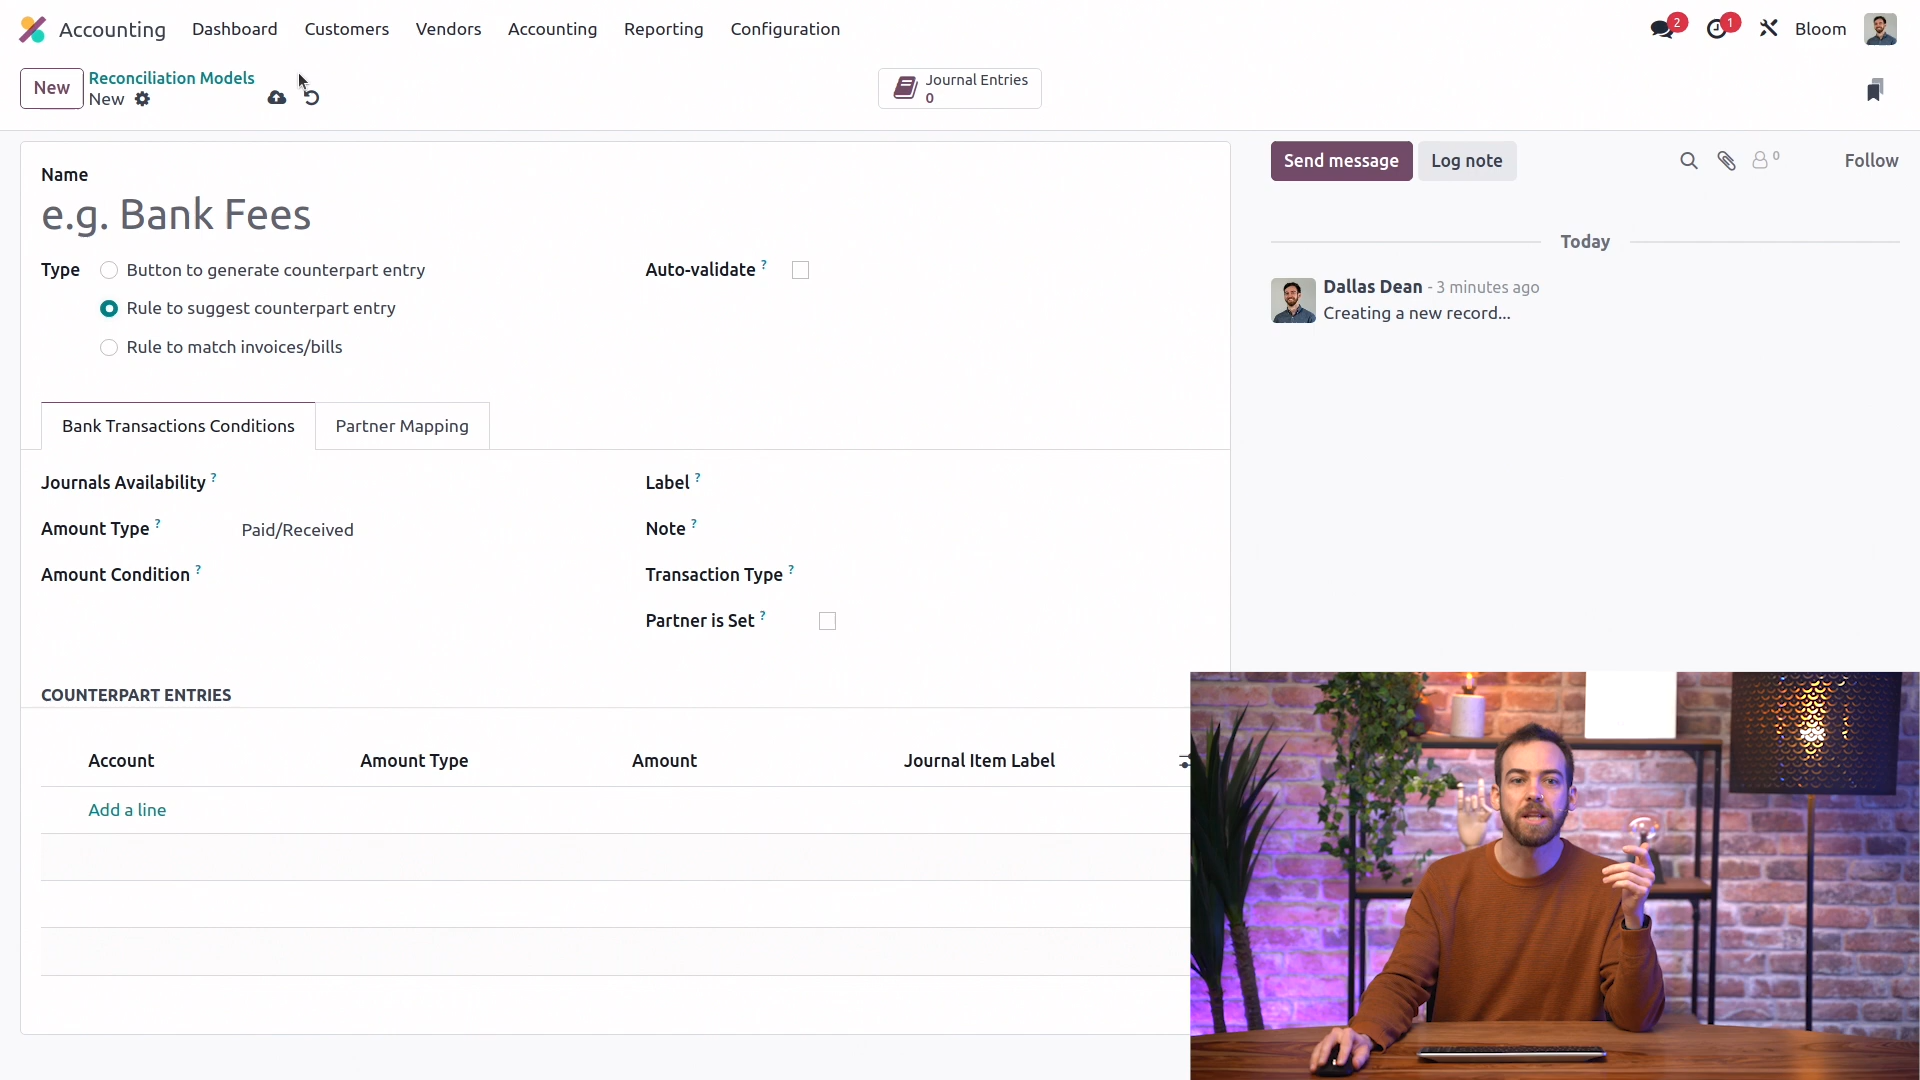 Accounting Dashboard Customers Vendors Accounting Reporting Configuration 2 1 Bloom
New Reconciliation Models
New
Journal Entries
0
Name
e.g. Bank Fees
Type Button to generate counterpart entry Auto-validate ?
Rule to suggest counterpart entry
Rule to match invoices/bills
Bank Transactions Conditions Partner Mapping
Journals Availability ? Label ?
Amount Type ? Paid/Received Note ?
Amount Condition ? Transaction Type ?
Partner is Set ?
COUNTERPART ENTRIES
Account Amount Type Amount Journal Item Label
Add a line
Send message Log note 0 Follow
Today
Dallas Dean - 3 minutes ago
Creating a new record...